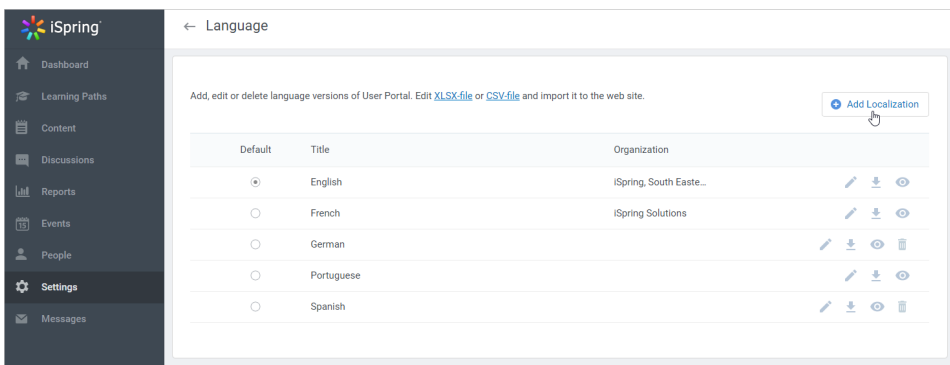 iSpring
← Language
Dashboard
Learning Paths
Content
Discussions
Reports
15 Events
People
Settings
Messages
Add, edit or delete language versions of User Portal. Edit XLSX-file or CSV-file and import it to the web site.
Add Localization
Default Title Organization
English iSpring, South Easte...
French iSpring Solutions
German
Portuguese
Spanish